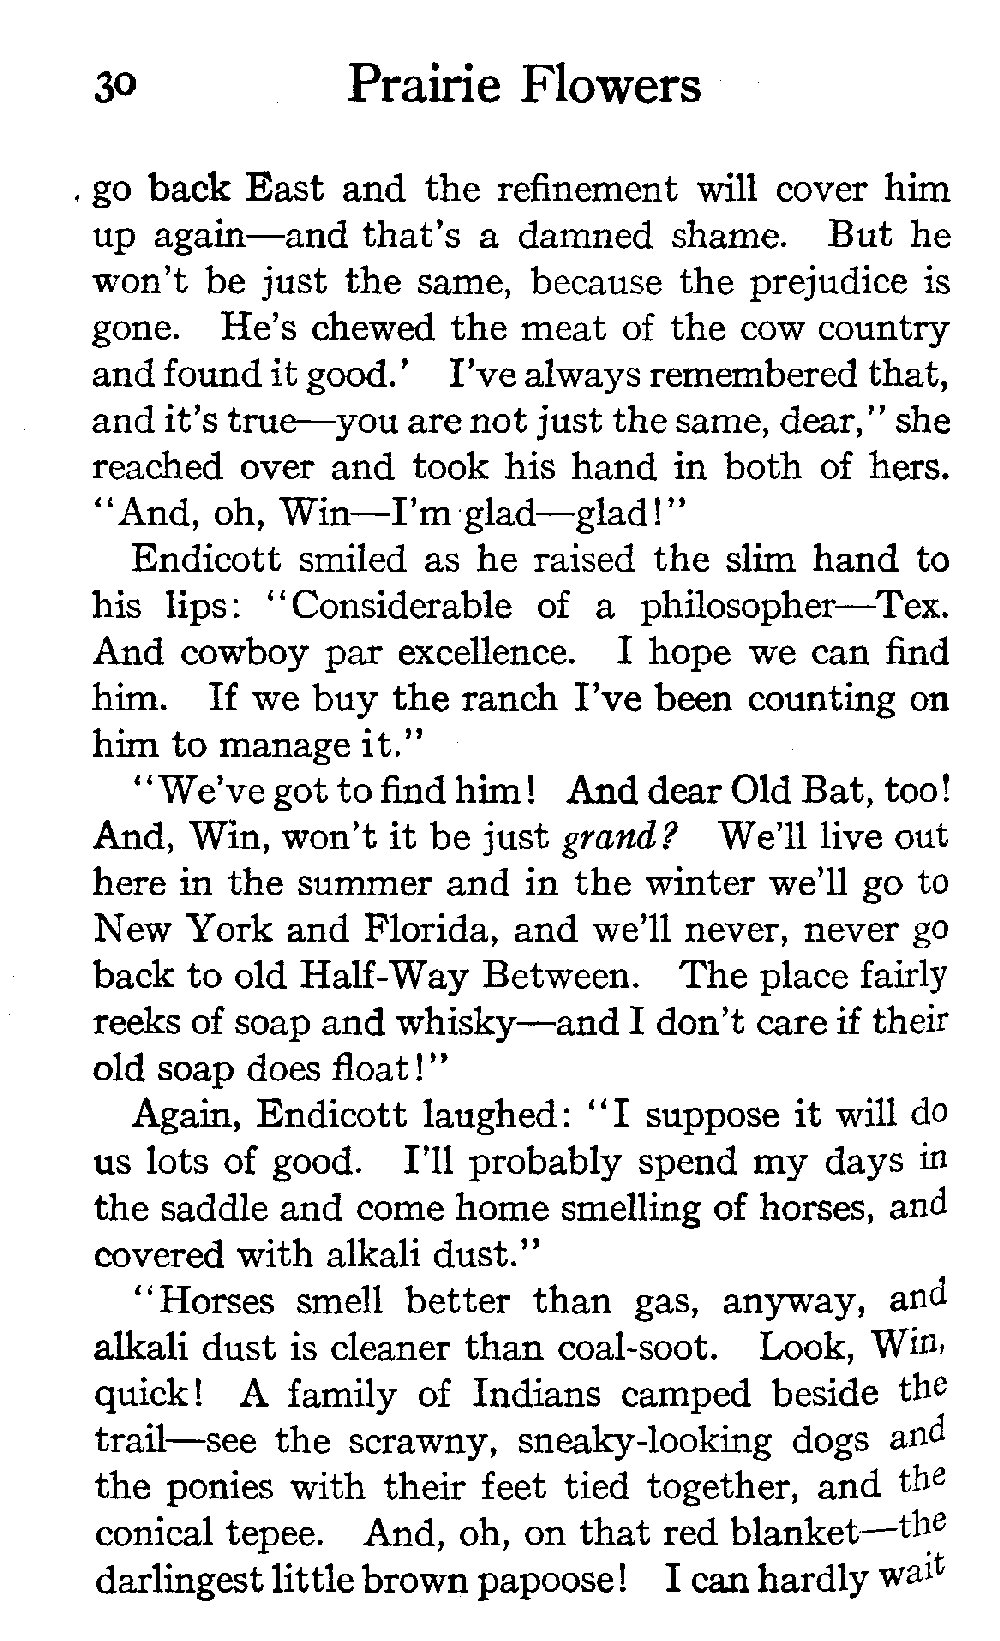 30 Prairie Flowers
go back East and the refinement will cover him
up again—and that's a damned shame. But he
won't be just the same, because the prejudice is
gone. He's chewed the meat of the cow country
and found it good.' I've always remembered that,
and it's true—you are not just the same, dear," she
reached over and took his hand in both of hers.
"And, oh, Win—I'm glad—glad!"
Endicott smiled as he raised the slim hand to
his lips: "Considerable of a philosopher—Tex.
And cowboy par excellence. I hope we can find
him. If we buy the ranch I've been counting on
him to manage it."
"We've got to find him! And dear Old Bat, too!
And, Win, won't it be just grand? We'll live out
here in the summer and in the winter we'll go to
New York and Florida, and we'll never, never go
back to old Half-Way Between. The place fairly
reeks of soap and whisky—and I don't care if their
old soap does float!"
Again, Endicott laughed: "I suppose it will do
us lots of good. I'll probably spend my days in
the saddle and come home smelling of horses, and
covered with alkali dust."
"Horses smell better than gas, anyway, and
alkali dust is cleaner than coal-soot. Look, Win,
quick! A family of Indians camped beside the
trail—see the scrawny, sneaky-looking dogs and
the ponies with their feet tied together, and the
conical tepee. And, oh, on that red blanket—the
darlingest little brown papoose! I can hardly wait